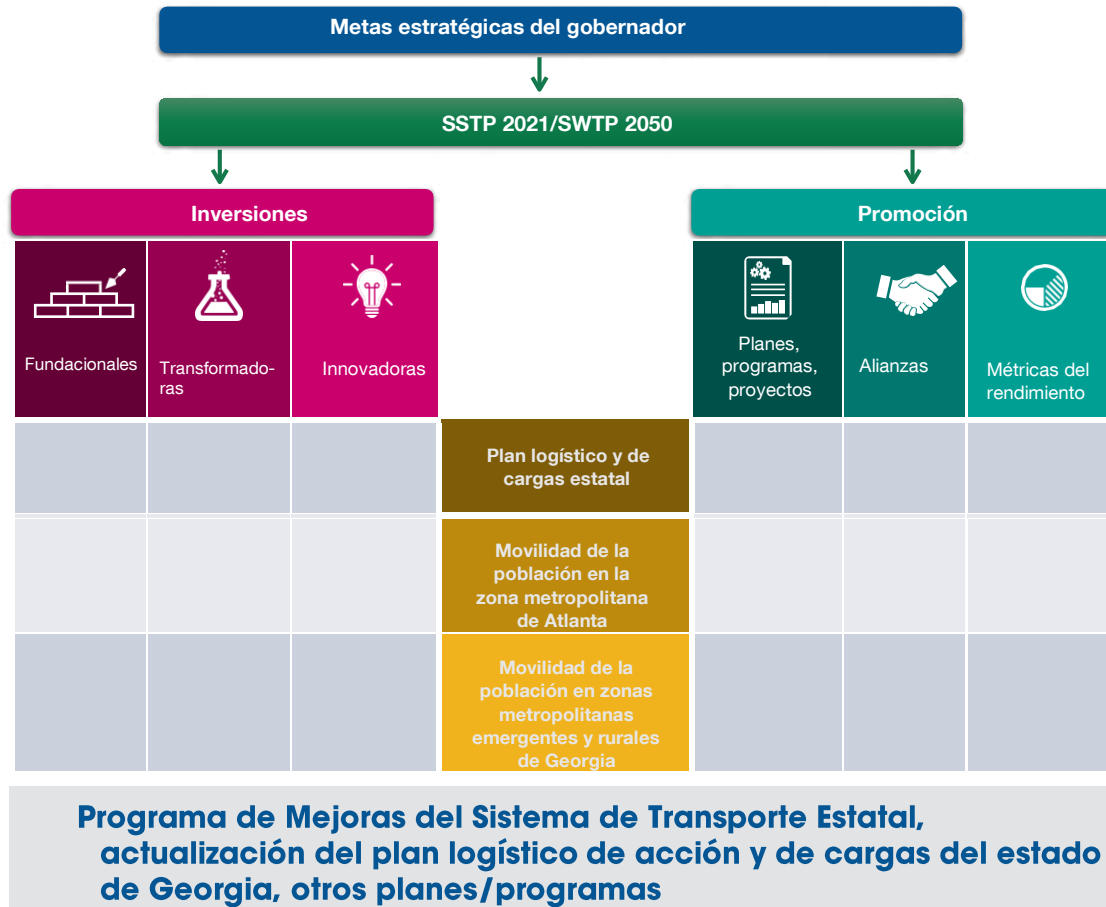 Metas estratégicas del gobernador
SSTP 2021/SWTP 2050
Inversiones
Promoción
Fundacionales
Transformado-
ras
Innovadoras
Planes,
programas,
proyectos
Alianzas
Métricas del
rendimiento
Plan logístico y de
cargas estatal
Movilidad de la
población en la
zona metropolitana
de Atlanta
Movilidad de la
población en zonas
metropolitanas
emergentes y rurales
de Georgia
Programa de Mejoras del Sistema de Transporte Estatal,
actualización del plan logístico de acción y de cargas del estado
de Georgia, otros planes/programas